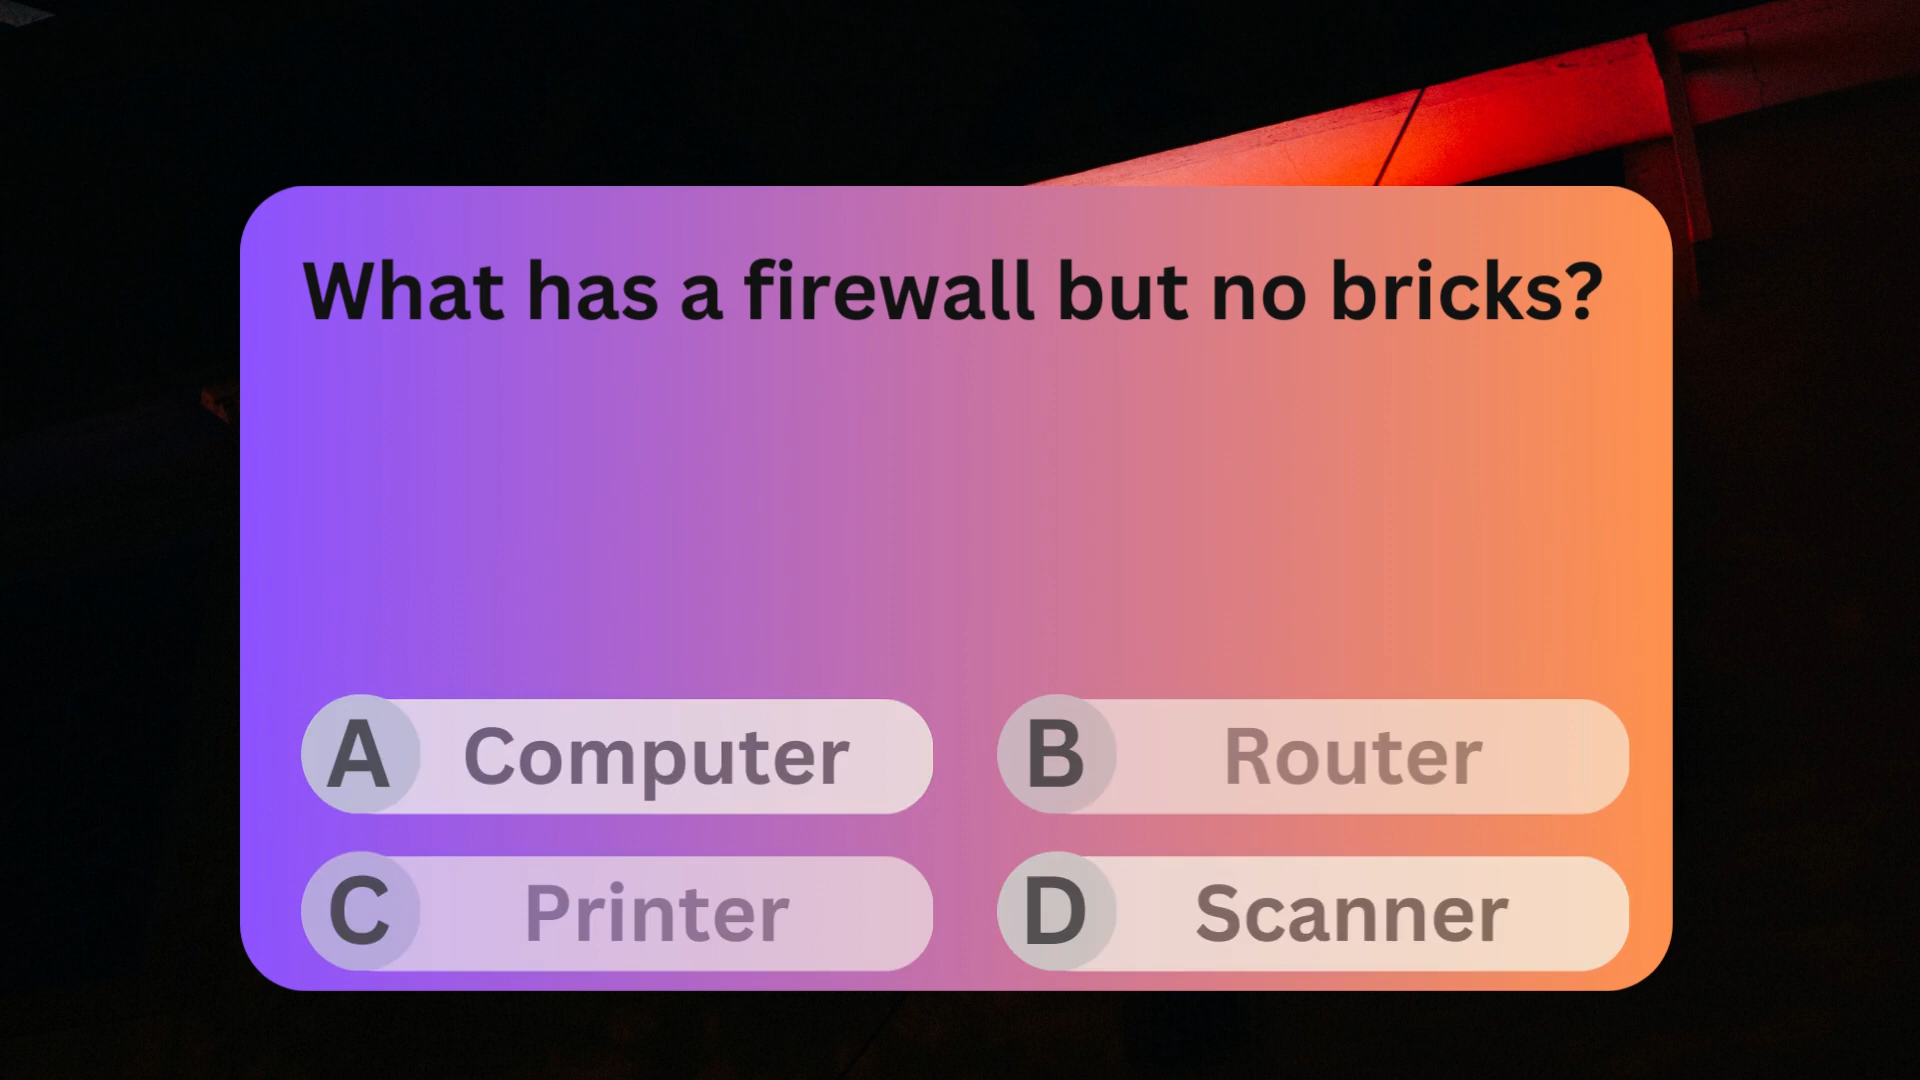 What has a firewall but no bricks?
A Computer
B Router
C Printer
D Scanner